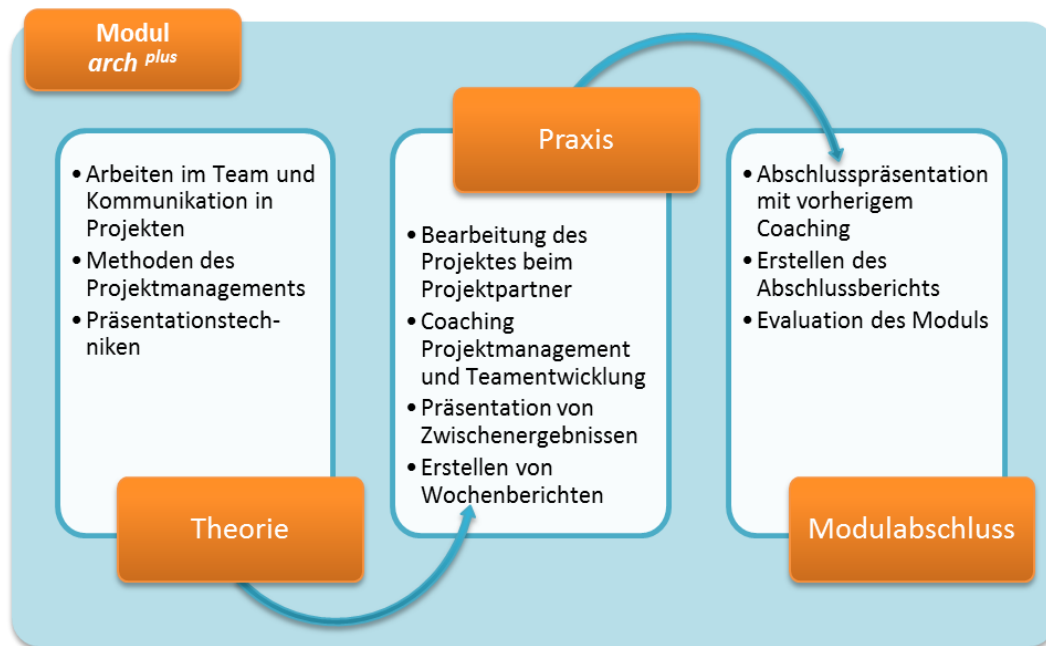 Modul
arch plus
• Arbeiten im Team und
Kommunikation in
Projekten
• Methoden des
Projektmanagements
• Präsentationstech-
niken
Theorie
Praxis
• Bearbeitung des
Projektes beim
Projektpartner
• Coaching
Projektmanagement
und Teamentwicklung
• Präsentation von
Zwischenergebnissen
• Erstellen von
Wochenberichten
• Abschlusspräsentation
mit vorherigem
Coaching
• Erstellen des
Abschlussberichts
• Evaluation des Moduls
Modulabschluss